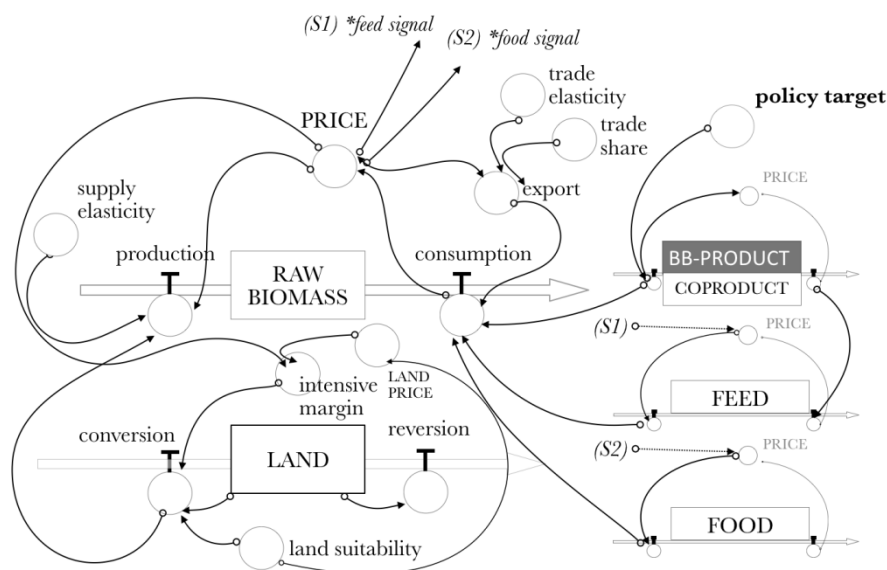 (S1) *feed signal
(S2) *food signal
trade
elasticity
policy target
PRICE
trade
share
PRICE
supply
elasticity
export
production
consumption
BB-PRODUCT
RAW
BIOMASS
COPRODUCT
(S1)
PRICE
LAND
PRICE
intensive
margin
FEED
conversion
reversion
(S2)
PRICE
LAND
FOOD
land suitability